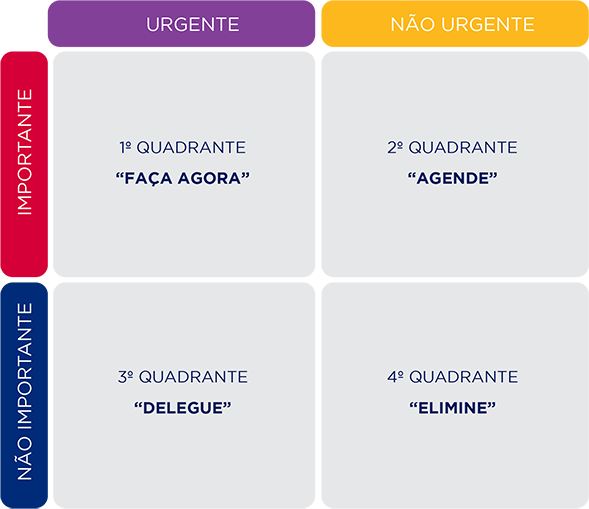 URGENTE
NÃO URGENTE
IMPORTANTE
1º QUADRANTE
“FAÇA AGORA”
2º QUADRANTE
“AGENDE”
NÃO IMPORTANTE
3º QUADRANTE
“DELEGUE”
4º QUADRANTE
“ELIMINE”